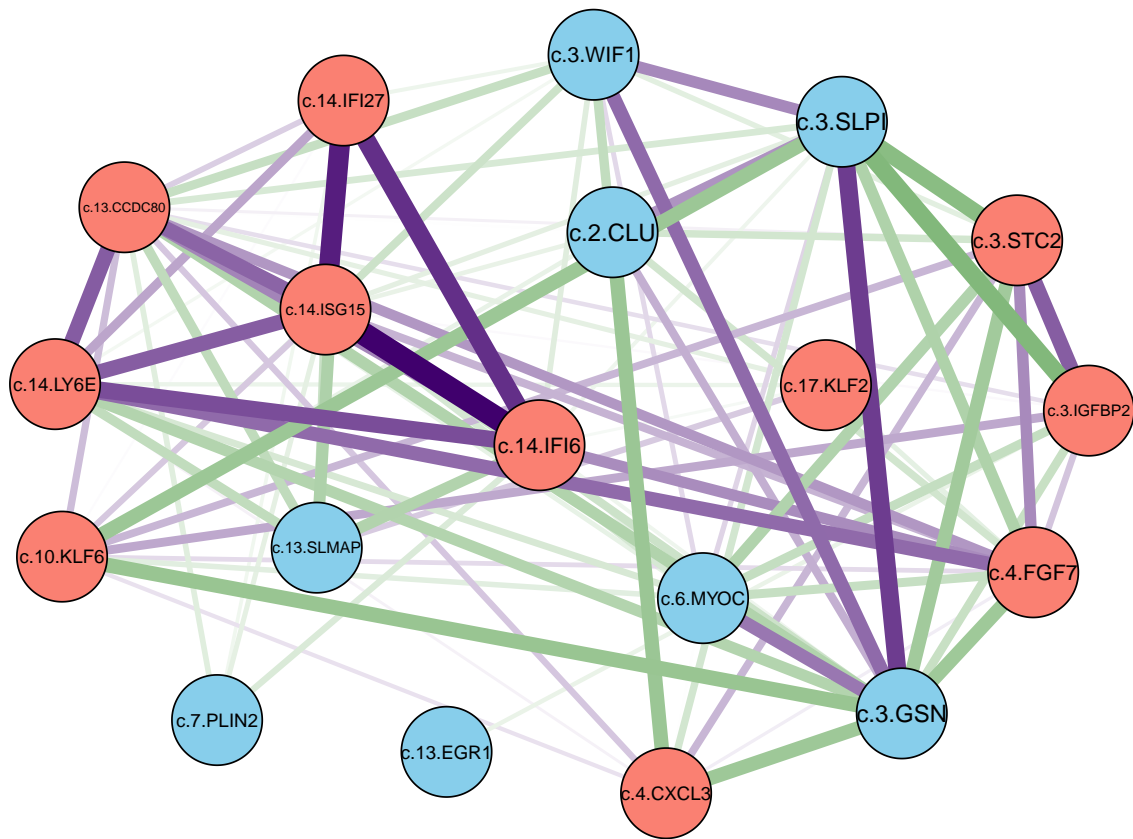 c.3.WIF1
c.14.IFI27
c.3.SLPI
c.13.CCDC80
c.2.CLU
c.3.STC2
c.14.ISG15
c.14.LY6E
c.17.KLF2
c.3.IGFBP2
c.14.IFI6
c.13.SLMAP
c.10.KLF6
c.4.FGF7
c.6.MYOC
c.3.GSN
c.7.PLIN2
c.13.EGR1
c.4.CXCL3